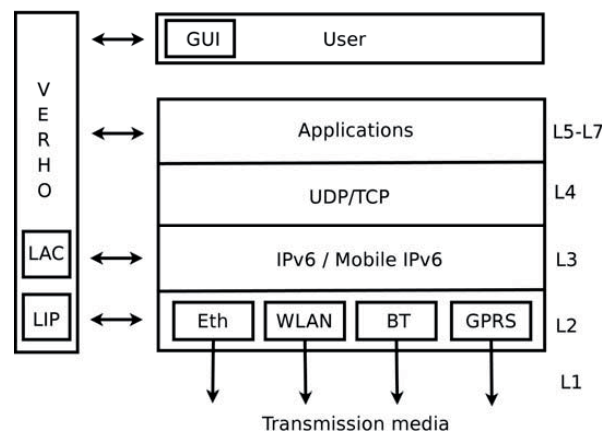 GUI User
V
E
R
H
O
Applications L5-L7
UDP/TCP L4
LAC IPv6 / Mobile IPv6 L3
LIP Eth WLAN BT GPRS L2
L1
Transmission media